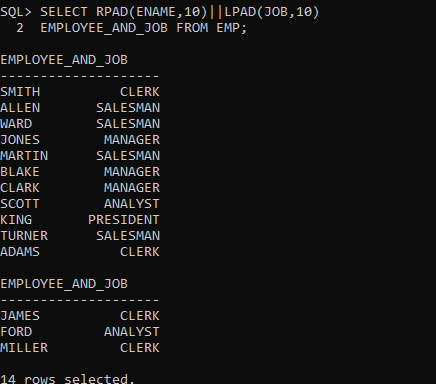 SQL> SELECT RPAD(ENAME,10)||LPAD(JOB,10)
  2  EMPLOYEE_AND_JOB FROM EMP;
EMPLOYEE_AND_JOB
--------------------
SMITH          CLERK
ALLEN       SALESMAN
WARD        SALESMAN
JONES        MANAGER
MARTIN      SALESMAN
BLAKE        MANAGER
CLARK        MANAGER
SCOTT        ANALYST
KING       PRESIDENT
TURNER      SALESMAN
ADAMS          CLERK
EMPLOYEE_AND_JOB
--------------------
JAMES          CLERK
FORD         ANALYST
MILLER         CLERK
14 rows selected.